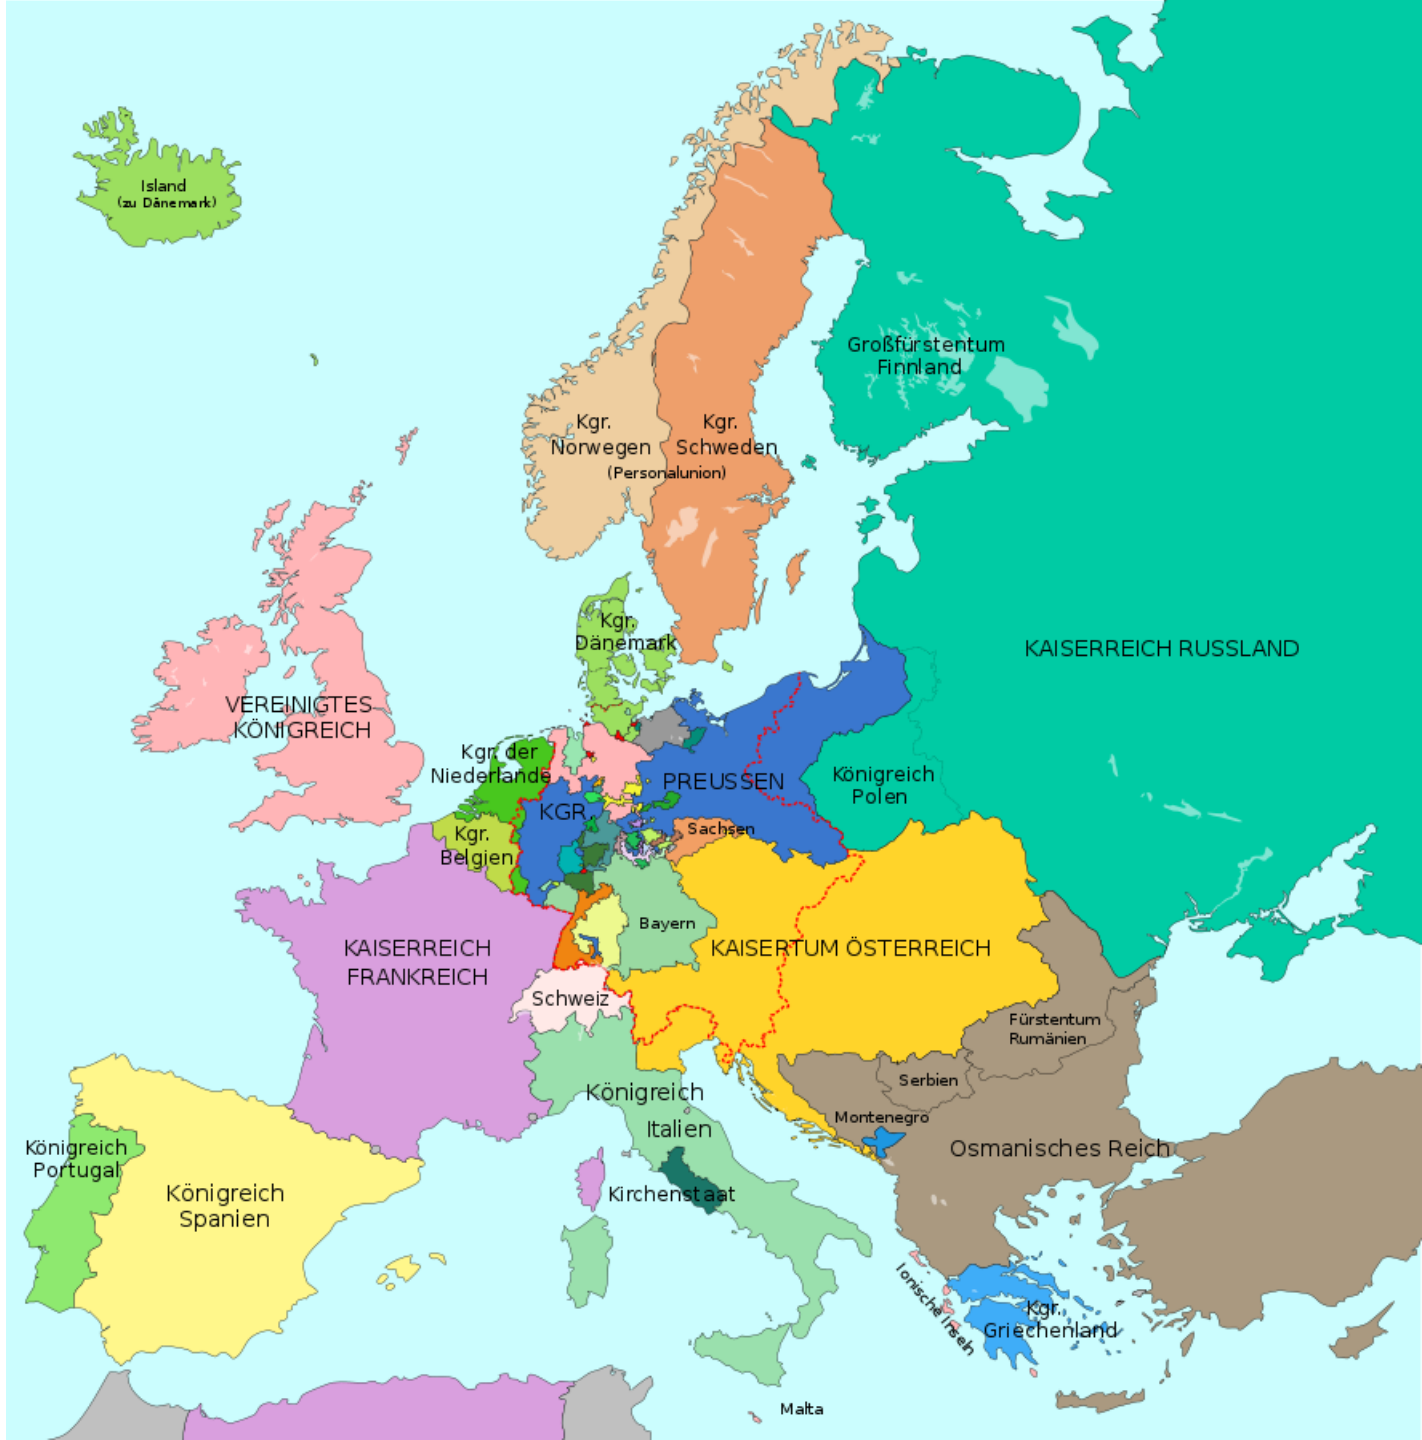 Island
(zu Dänemark)
Großfürstentum
Finnland
Kgr.
Norwegen
Kgr.
Schweden
(Personalunion)
KAISERREICH RUSSLAND
Kgr.
Dänemark
VEREINIGTES
KÖNIGREICH
Kgr. der
Niederlande
KGR.
PREUSSEN
Königreich
Polen
Kgr.
Belgien
Sachsen
KAISERREICH
FRANKREICH
Bayern
KAISERTUM ÖSTERREICH
Schweiz
Fürstentum
Rumänien
Serbien
Königreich
Italien
Montenegro
Osmanisches Reich
Königreich
Portugal
Königreich
Spanien
Kirchenstaat
Ionische Inseln
Kgr.
Griechenland
Malta